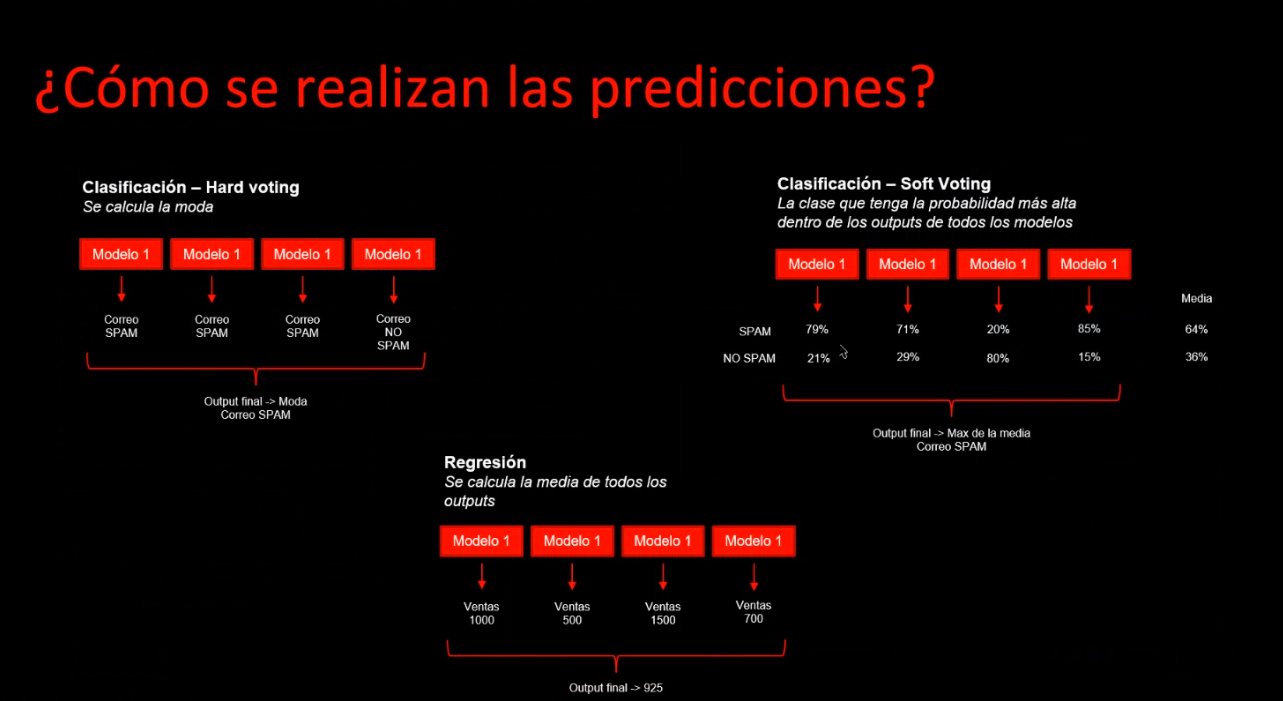 ¿Cómo se realizan las predicciones?
Clasificación – Hard voting
Se calcula la moda
Modelo 1 Modelo 1 Modelo 1 Modelo 1
Correo
SPAM
Correo
SPAM
Correo
SPAM
Correo
NO
SPAM
Output final -> Moda
Correo SPAM
Clasificación – Soft Voting
La clase que tenga la probabilidad más alta
dentro de los outputs de todos los modelos
Modelo 1 Modelo 1 Modelo 1 Modelo 1
Media
SPAM 79% 71% 20% 85% 64%
NO SPAM 21% 29% 80% 15% 36%
Output final -> Max de la media
Correo SPAM
Regresión
Se calcula la media de todos los
outputs
Modelo 1 Modelo 1 Modelo 1 Modelo 1
Ventas
1000
Ventas
500
Ventas
1500
Ventas
700
Output final -> 925